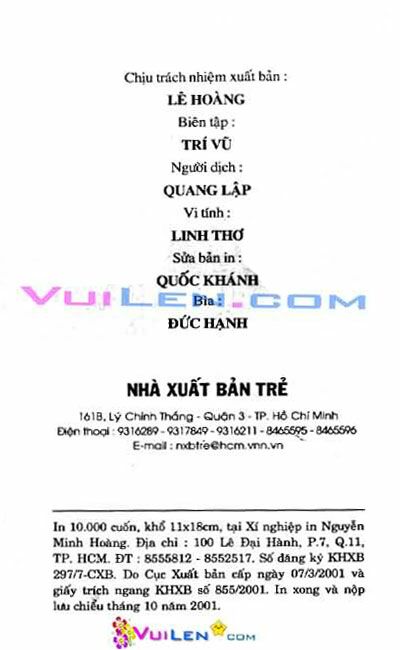 Chịu trách nhiệm xuất bản :
LÊ HOÀNG
Biên tập :
TRÍ VŨ
Người dịch :
QUANG LẬP
Vi tính :
LINH THƠ
Sửa bản in :
QUỐC KHÁNH
VUILEN.COM
Bìa :
ĐỨC HẠNH
NHÀ XUẤT BẢN TRẺ
161B, Lý Chính Thắng - Quận 3 - TP. Hồ Chí Minh
Điện thoại : 9316289 - 9317849 - 9316211 - 8465595 - 8465596
E-mail : nxbtre@hcm.vnn.vn
In 10.000 cuốn, khổ 11x18cm, tại Xí nghiệp in Nguyễn
Minh Hoàng. Địa chỉ : 100 Lê Đại Hành, P.7, Q.11,
TP. HCM. ĐT : 8555812 - 8552517. Số đăng ký KHXB
297/7-CXB. Do Cục Xuất bản cấp ngày 07/3/2001 và
giấy trích ngang KHXB số 855/2001. In xong và nộp
lưu chiểu tháng 10 năm 2001.
VUILEN.COM